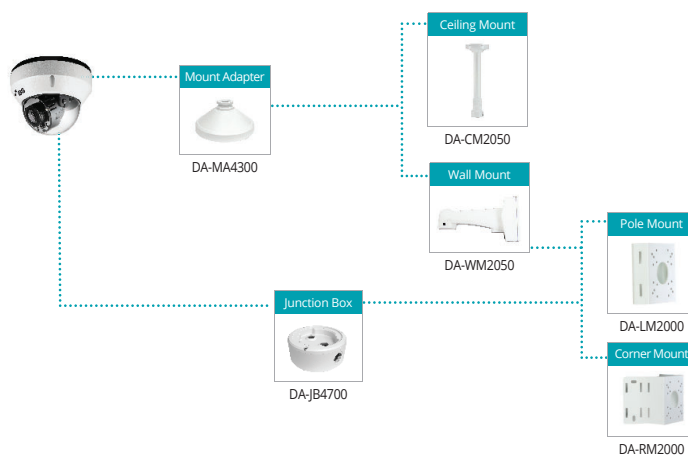 Ceiling Mount
Mount Adapter
DA-CM2050
DA-MA4300
Wall Mount
Pole Mount
DA-WM2050
Junction Box
DA-LM2000
Corner Mount
DA-JB4700
DA-RM2000